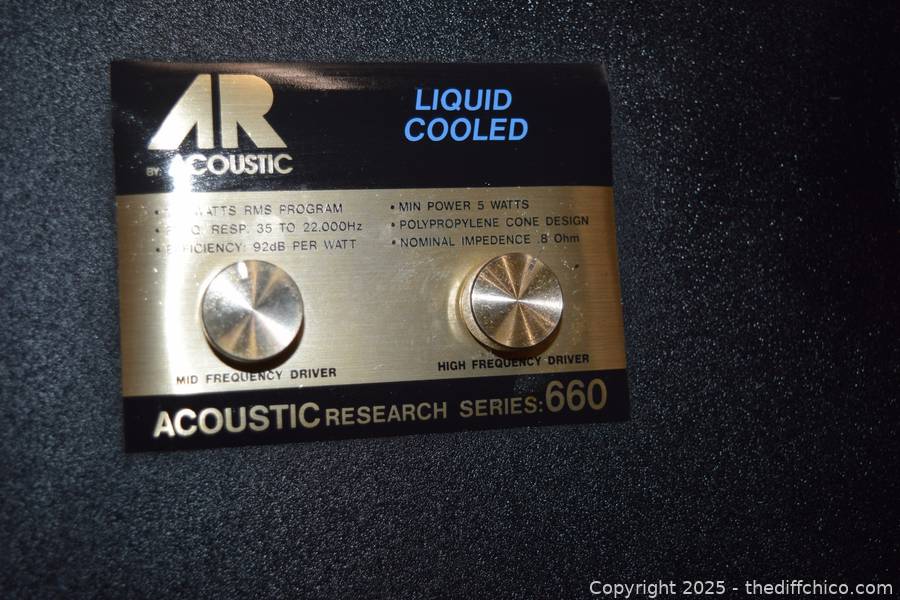 AR
BY: ACOUSTIC
LIQUID
COOLED
WATTS RMS PROGRAM
RESP. 35 TO 22,000Hz
EFFICIENCY: 92dB PER WATT
• MIN POWER 5 WATTS
• POLYPROPYLENE CONE DESIGN
• NOMINAL IMPEDENCE .8 Ohm
MID FREQUENCY DRIVER
HIGH FREQUENCY DRIVER
ACOUSTIC RESEARCH SERIES: 660
Copyright 2025 - thediffchico.com